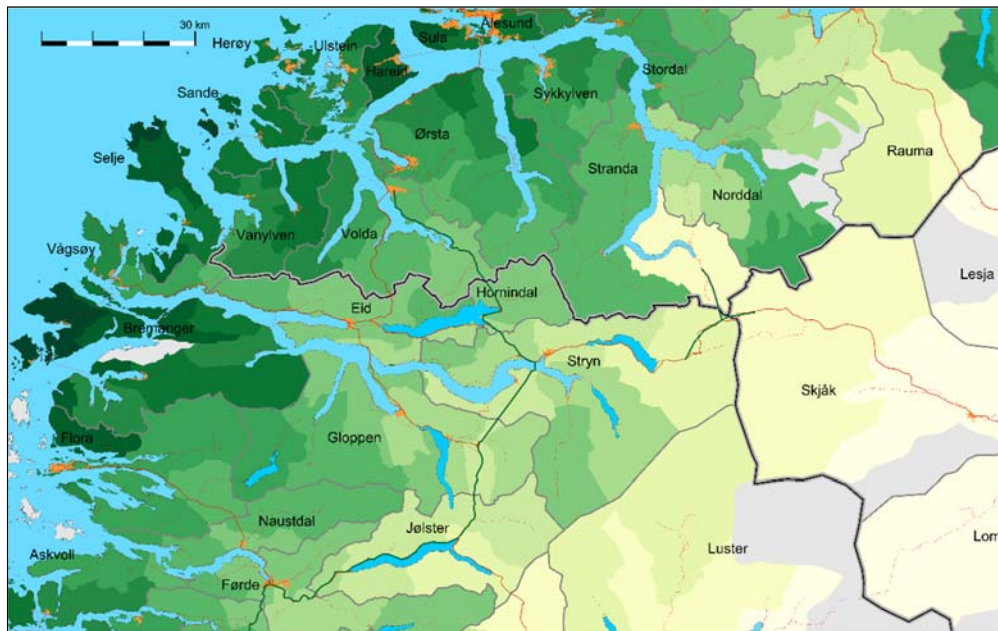 30 km
Ålesund
Herøy
Ulstein
Sula
Hareid
Stordal
Sande
Sykkylven
Ørsta
Rauma
Selje
Stranda
Norddal
Vanylven
Volda
Vågsøy
Lesja
Hornindal
Eid
Bremanger
Stryn
Skjåk
Gloppen
Flora
Naustdal
Jølster
Luster
Lom
Askvoll
Førde